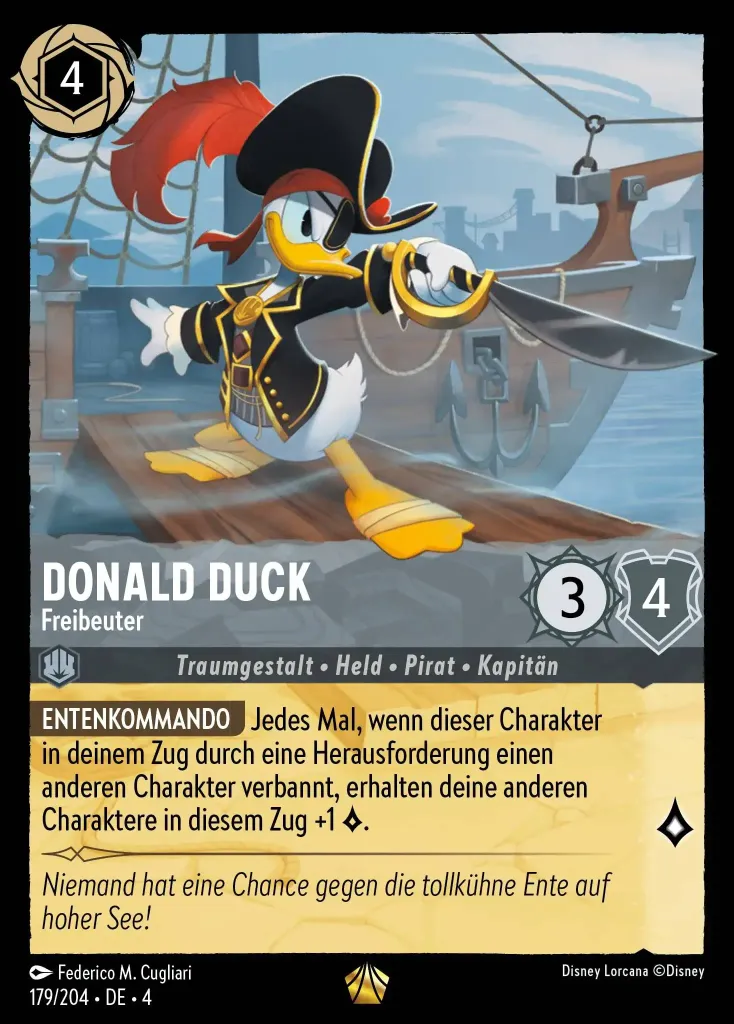 4
DONALD DUCK
Freibeuter
3
4
Traumgestalt • Held • Pirat • Kapitän
ENTENKOMMANDO Jedes Mal, wenn dieser Charakter
in deinem Zug durch eine Herausforderung einen
anderen Charakter verbannt, erhalten deine anderen
Charaktere in diesem Zug +1 .
Niemand hat eine Chance gegen die tollkühne Ente auf
hoher See!
Federico M. Cugliari
Disney Lorcana ©Disney
179/204 • DE • 4